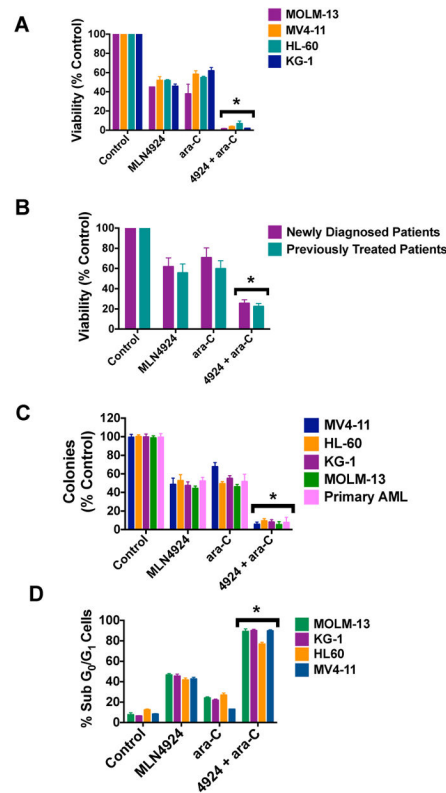 A
Viability (% Control)
100
80
60
40
20
0
MOLM-13
MV4-11
HL-60
KG-1
*
Control
MLN4924
ara-C
4924 + ara-C
B
Viability (% Control)
100
80
60
40
20
0
Newly Diagnosed Patients
Previously Treated Patients
*
Control
MLN4924
ara-C
4924 + ara-C
C
Colonies
(% Control)
120
100
80
60
40
20
0
MV4-11
HL-60
KG-1
MOLM-13
Primary AML
*
Control
MLN4924
ara-C
4924 + ara-C
D
% Sub G0/G1 Cells
100
80
60
40
20
0
MOLM-13
KG-1
HL60
MV4-11
*
Control
MLN4924
ara-C
4924 + ara-C